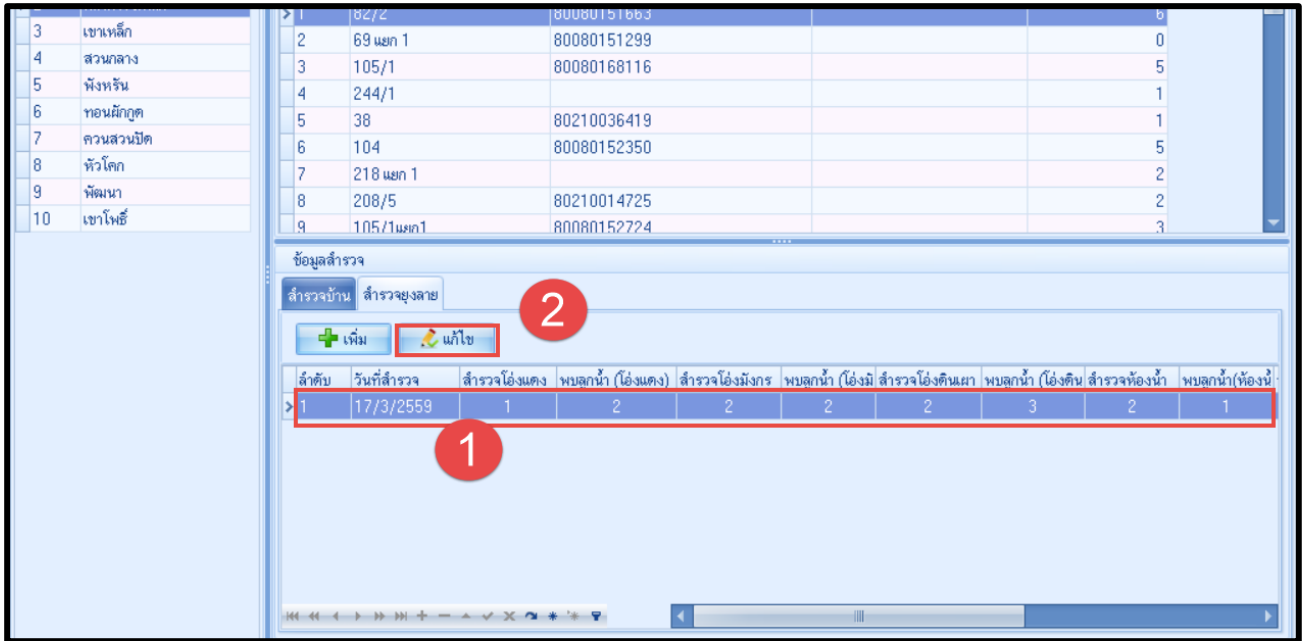 1 82/2 80080151663 6
3 เขาเหล็ก
4 สวนกลาง
5 พังหรัน
6 ทอนผักกูด
7 ควนสวนปัด
8 หัวโคก
9 พัฒนา
10 เขาโพธิ์
2 69 แยก 1 80080151299 0
3 105/1 80080168116 5
4 244/1 1
5 38 80210036419 1
6 104 80080152350 5
7 218 แยก 1 2
8 208/5 80210014725 2
9 105/1แยก1 80080152724 3
ข้อมูลสำรวจ
สำรวจบ้าน สำรวจยุงลาย
2
เพิ่ม แก้ไข
ลำดับ วันที่สำรวจ สำรวจโอ่งแดง พบลูกน้ำ (โอ่งแดง) สำรวจโอ่งมังกร พบลูกน้ำ (โอ่งมั สำรวจโอ่งดินเผา พบลูกน้ำ (โอ่งดิน สำรวจห้องน้ำ พบลูกน้ำ(ห้องน้
1 17/3/2559 1 2 2 2 2 3 2 1
1